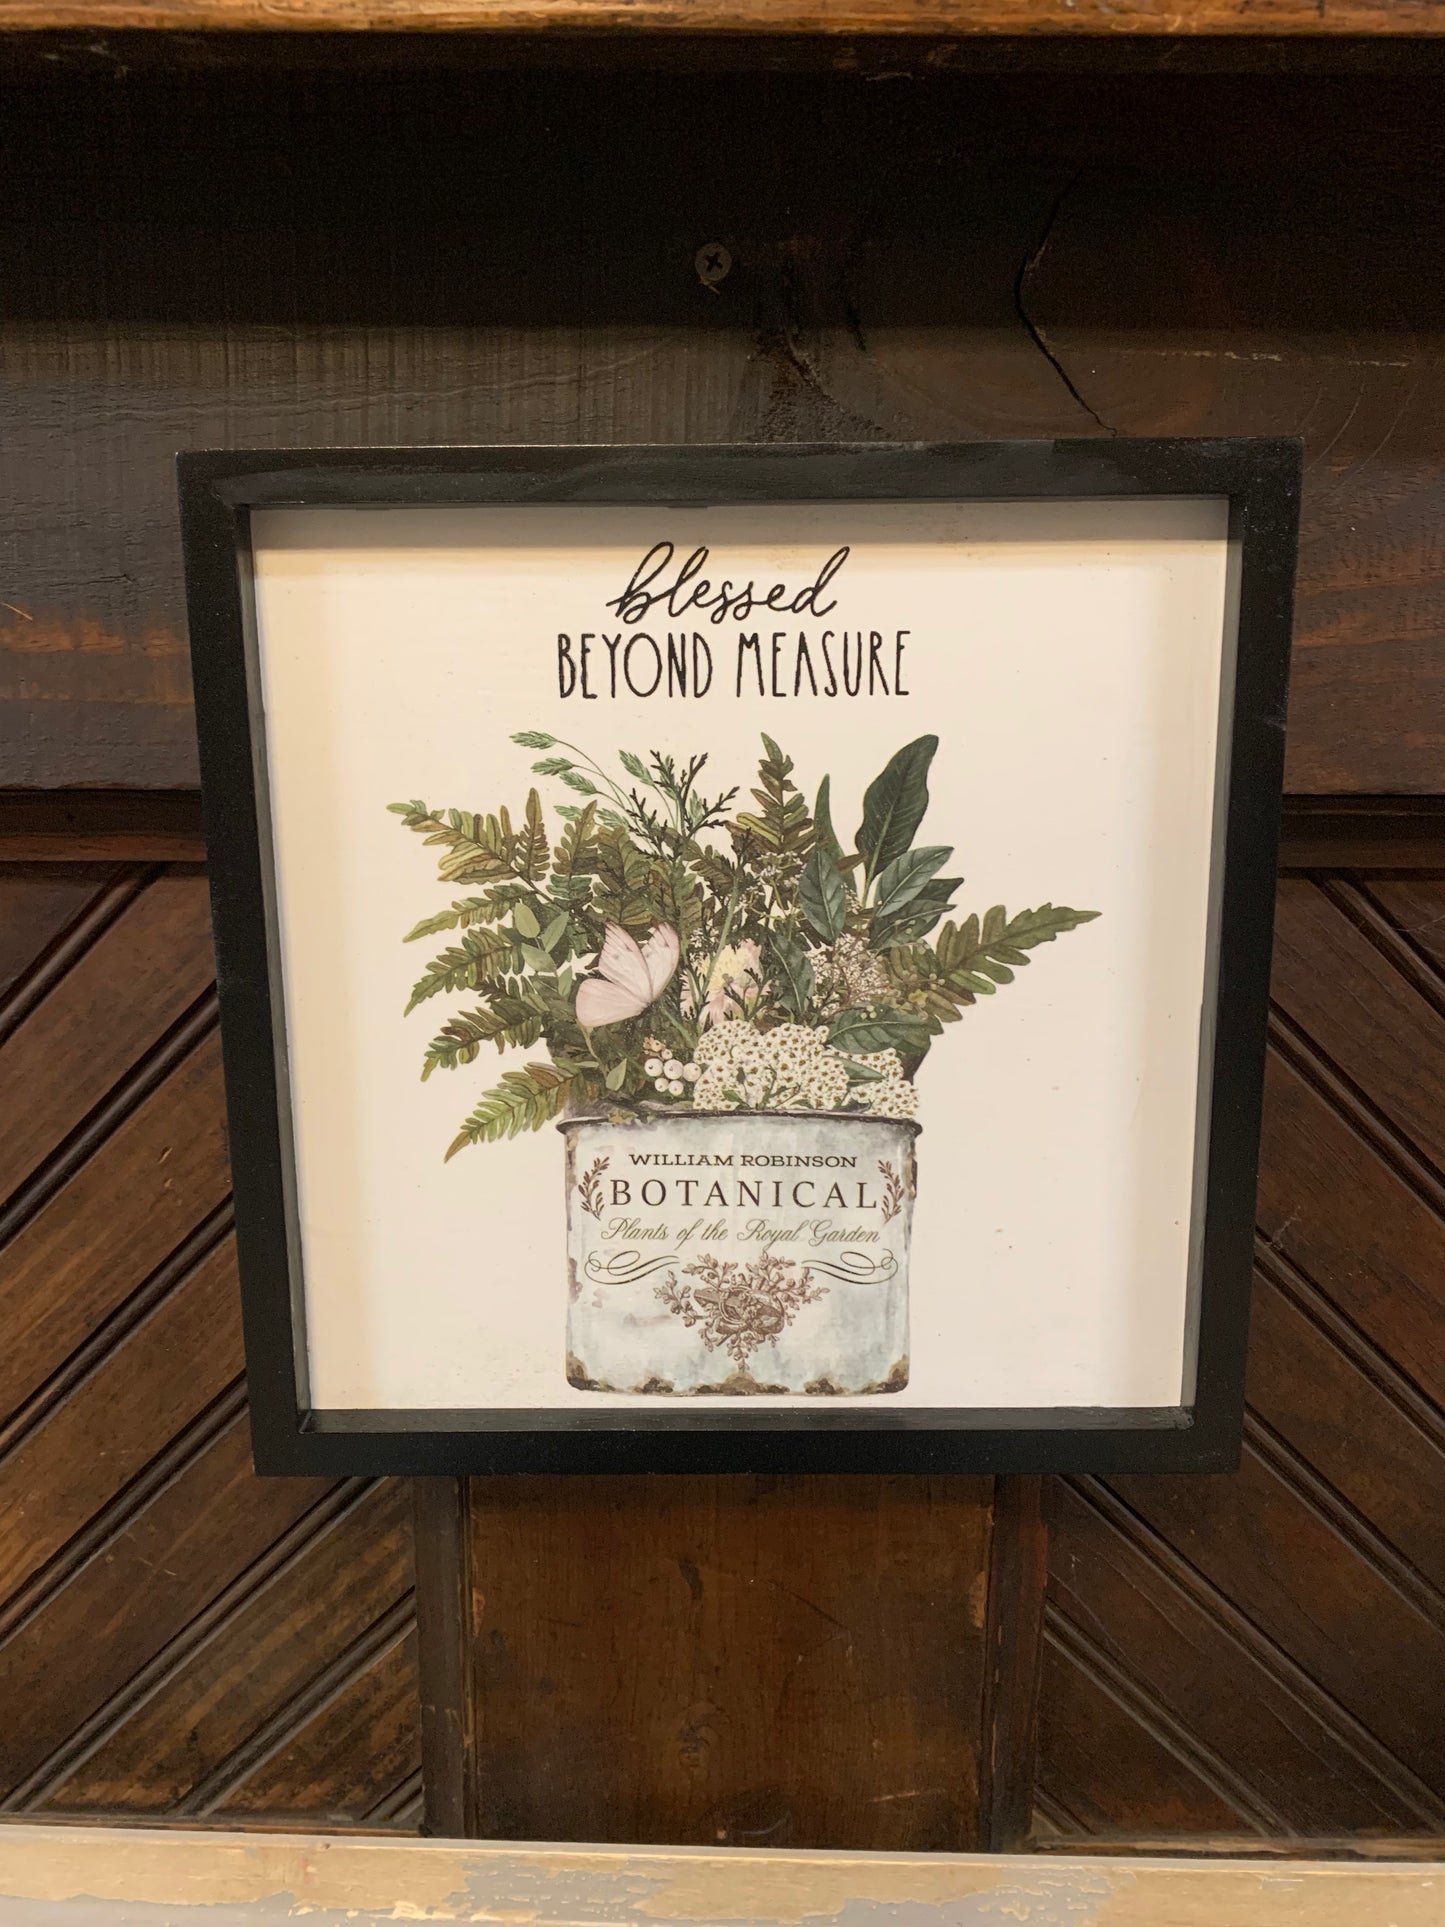 blessed
BEYOND MEASURE
WILLIAM ROBINSON
BOTANICAL
Plants of the Royal Garden